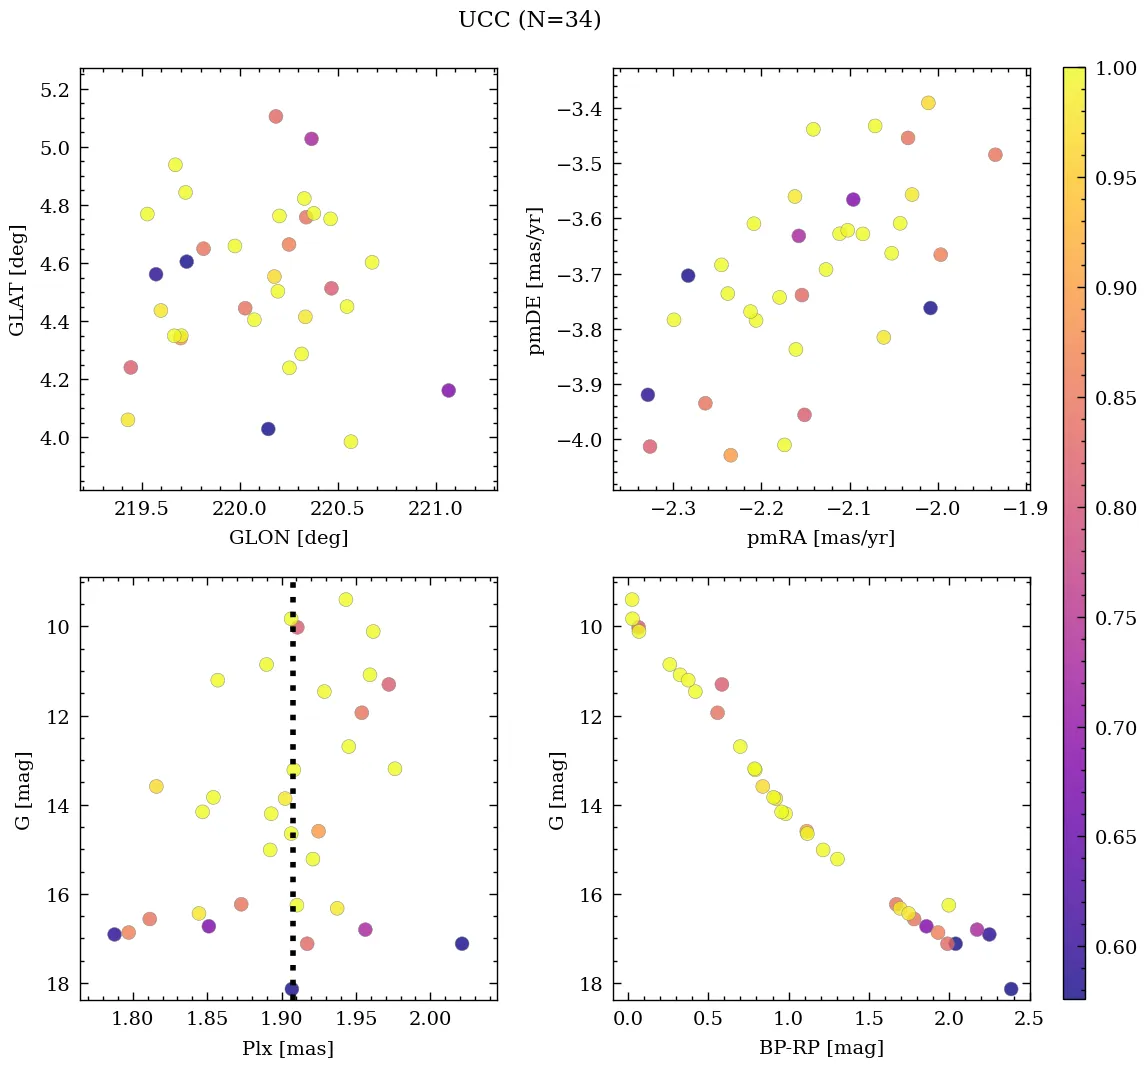 UCC (N=34)
5.2
5.0
4.8
4.6
4.4
4.2
4.0
GLAT [deg]
219.5 220.0 220.5 221.0
GLON [deg]
−3.4
−3.5
−3.6
−3.7
−3.8
−3.9
−4.0
pmDE [mas/yr]
−2.3 −2.2 −2.1 −2.0 −1.9
pmRA [mas/yr]
10
12
14
16
18
G [mag]
1.80 1.85 1.90 1.95 2.00
Plx [mas]
10
12
14
16
18
G [mag]
0.0 0.5 1.0 1.5 2.0 2.5
BP-RP [mag]
1.00
0.95
0.90
0.85
0.80
0.75
0.70
0.65
0.60